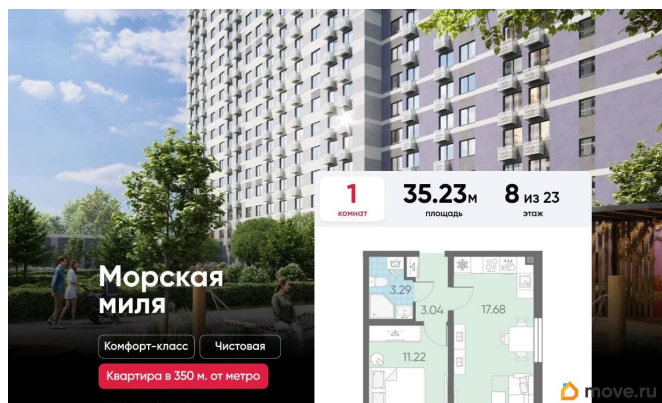 1
комнат
35.23м
площадь
8 из 23
этаж
Морская
миля
Комфорт-класс
Чистовая
Квартира в 350 м. от метро
3.29
3.04
17.68
11.22
move.ru